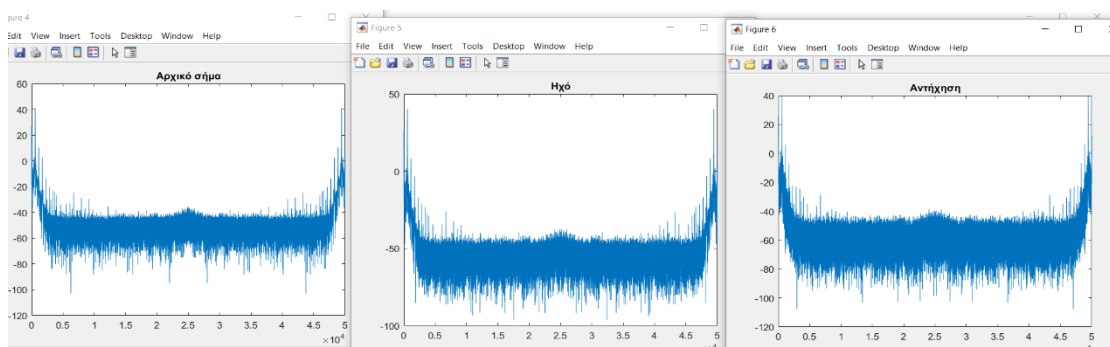 Figure 4
Edit View Insert Tools Desktop Window Help
Αρχικό σήμα
60
40
20
0
-20
-40
-60
-80
-100
-120
0 0.5 1 1.5 2 2.5 3 3.5 4 4.5 5
×10⁴
Figure 5
File Edit View Insert Tools Desktop Window Help
Ηχό
50
0
-50
-100
0 0.5 1 1.5 2 2.5 3 3.5 4 4.5 5
×10⁴
Figure 6
File Edit View Insert Tools Desktop Window Help
Αντήχηση
40
20
0
-20
-40
-60
-80
-100
-120
0 0.5 1 1.5 2 2.5 3 3.5 4 4.5 5